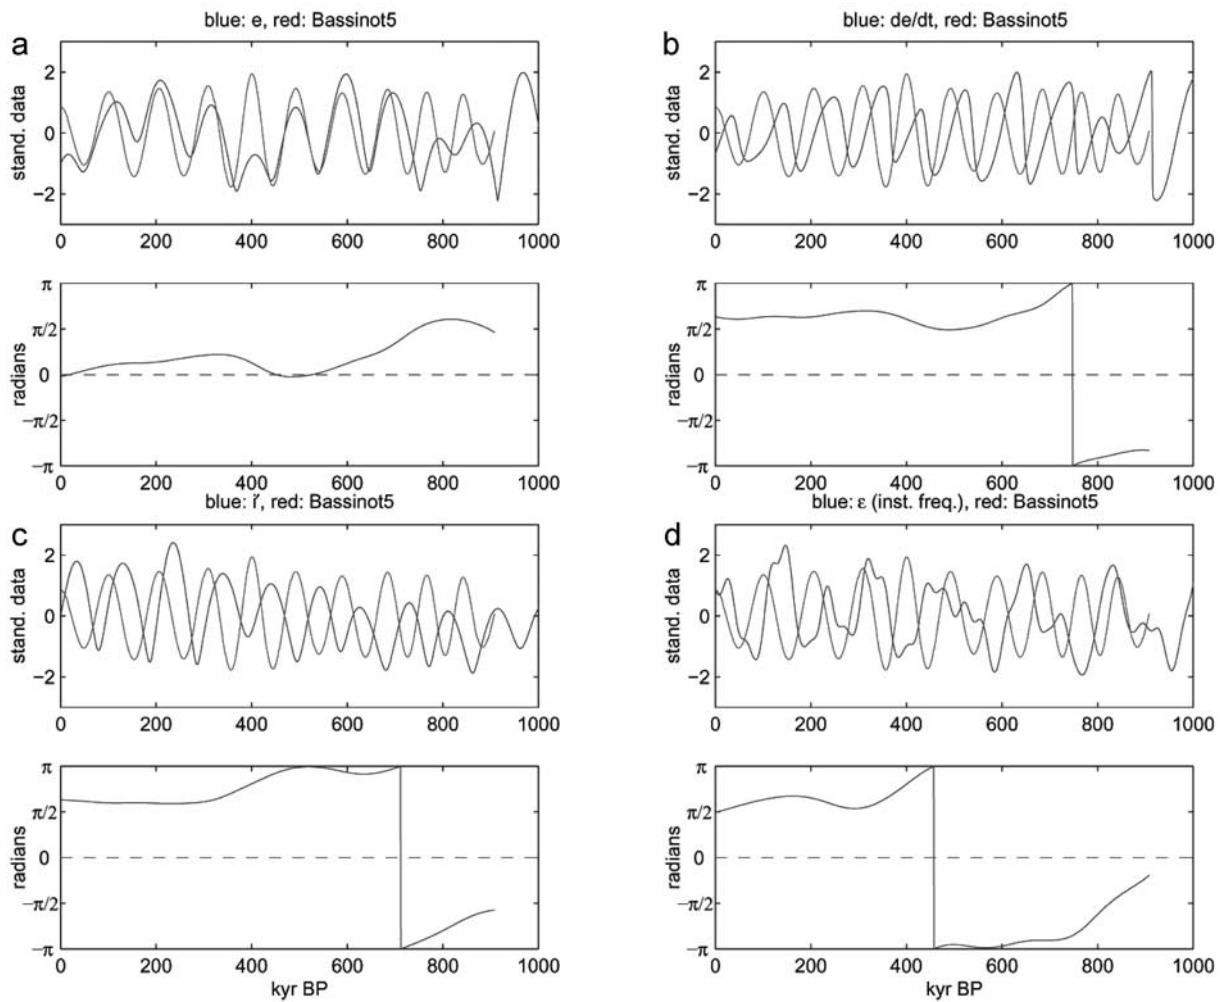 a
blue: e, red: Bassinot5
stand. data
2
0
−2
0 200 400 600 800 1000
radians
π
π/2
0
−π/2
−π
0 200 400 600 800 1000
b
blue: de/dt, red: Bassinot5
stand. data
2
0
−2
0 200 400 600 800 1000
radians
π
π/2
0
−π/2
−π
0 200 400 600 800 1000
c
blue: i', red: Bassinot5
stand. data
2
0
−2
0 200 400 600 800 1000
radians
π
π/2
0
−π/2
−π
0 200 400 600 800 1000
kyr BP
d
blue: ε (inst. freq.), red: Bassinot5
stand. data
2
0
−2
0 200 400 600 800 1000
radians
π
π/2
0
−π/2
−π
0 200 400 600 800 1000
kyr BP